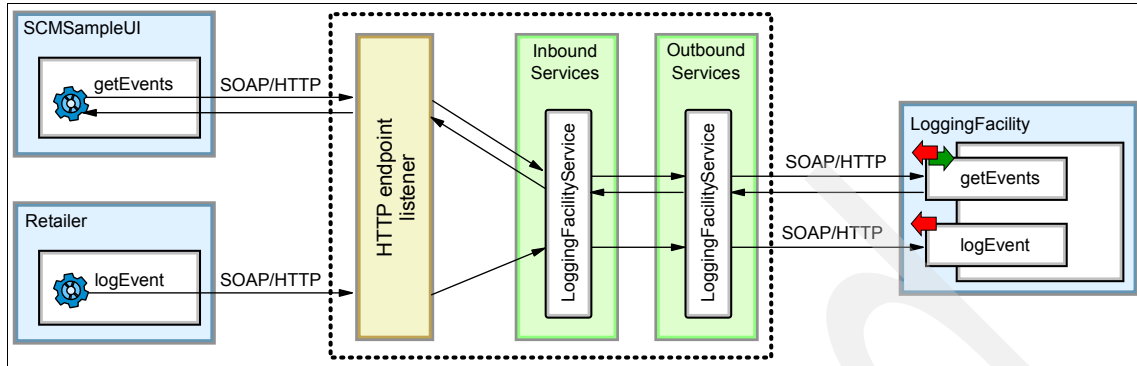 SCMSampleUI
getEvents
SOAP/HTTP
Retailer
logEvent
SOAP/HTTP
HTTP endpoint
listener
Inbound
Services
LoggingFacilityService
Outbound
Services
LoggingFacilityService
SOAP/HTTP
SOAP/HTTP
LoggingFacility
getEvents
logEvent